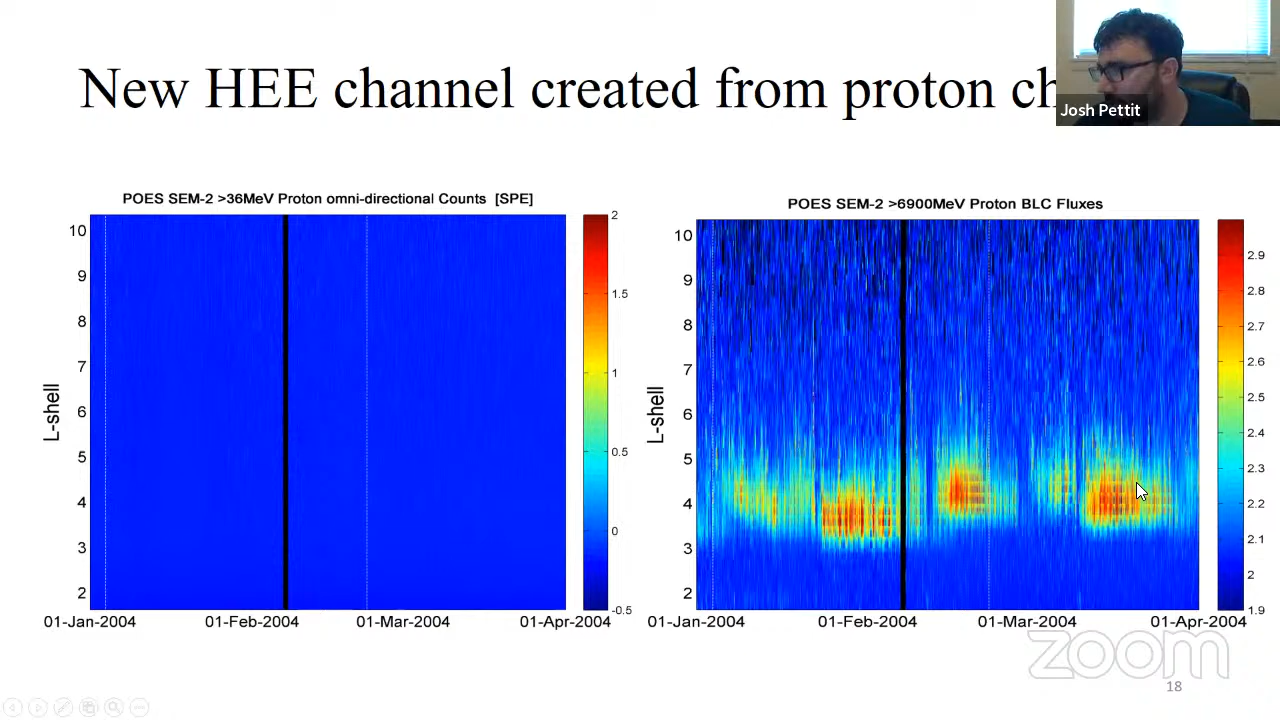 New HEE channel created from proton ch
Josh Pettit
POES SEM-2 >36MeV Proton omni-directional Counts [SPE]
L-shell
10
9
8
7
6
5
4
3
2
01-Jan-2004
01-Feb-2004
01-Mar-2004
01-Apr-2004
2
1.5
1
0.5
0
-0.5
POES SEM-2 >6900MeV Proton BLC Fluxes
L-shell
10
9
8
7
6
5
4
3
2
01-Jan-2004
01-Feb-2004
01-Mar-2004
01-Apr-2004
2.9
2.8
2.7
2.6
2.5
2.4
2.3
2.2
2.1
2
1.9
zoom
18